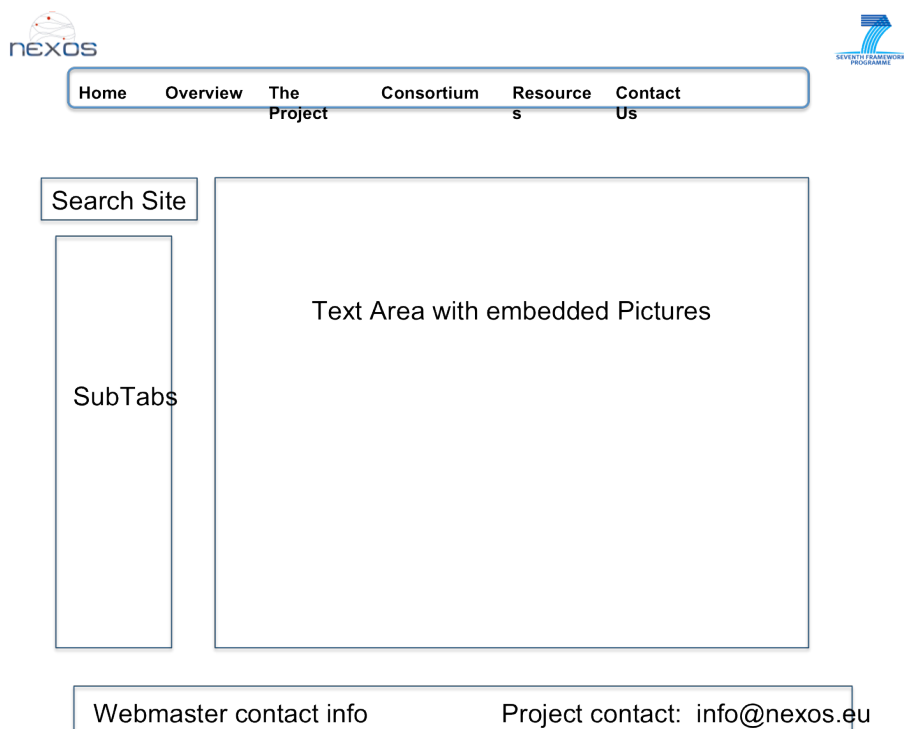 nexos
7
SEVENTH FRAMEWORK
PROGRAMME
Home Overview The Project Consortium Resources Contact Us
Search Site
Text Area with embedded Pictures
SubTabs
Webmaster contact info Project contact: info@nexos.eu